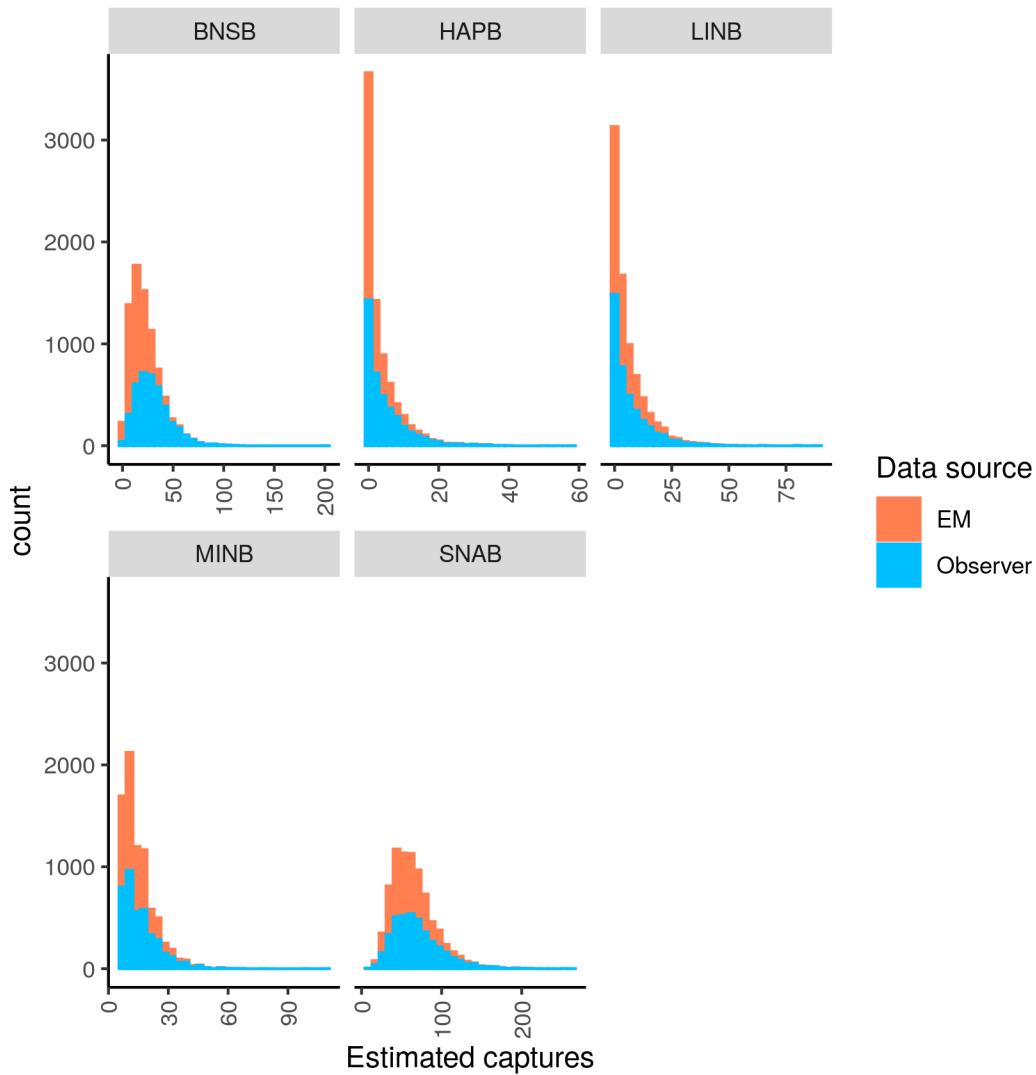 BNSB HAPB LINB
3000
2000
1000
0
0 50 100 150 200 0 20 40 60 0 25 50 75
count
Data source
EM
Observer
MINB SNAB
3000
2000
1000
0
0 30 60 90 0 100 200
Estimated captures